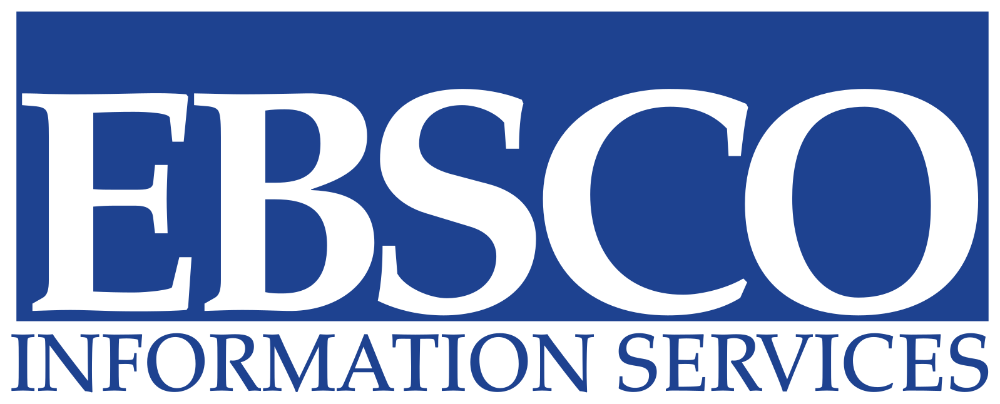 EBSCO
INFORMATION SERVICES